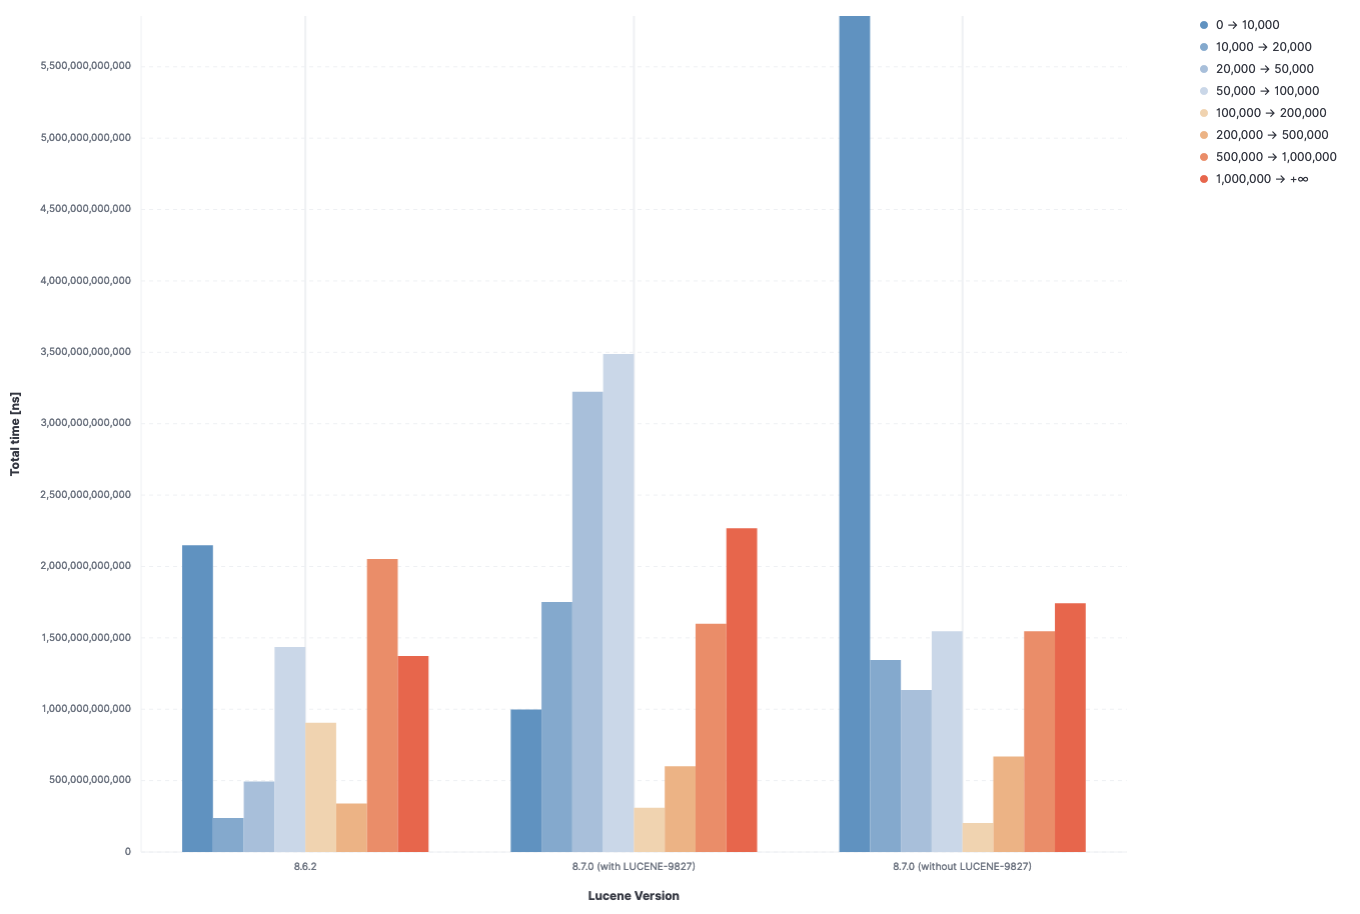 5,500,000,000,000
5,000,000,000,000
4,500,000,000,000
4,000,000,000,000
3,500,000,000,000
3,000,000,000,000
2,500,000,000,000
2,000,000,000,000
1,500,000,000,000
1,000,000,000,000
500,000,000,000
0
Total time [ns]
8.6.2
8.7.0 (with LUCENE-9827)
8.7.0 (without LUCENE-9827)
Lucene Version
0 → 10,000
10,000 → 20,000
20,000 → 50,000
50,000 → 100,000
100,000 → 200,000
200,000 → 500,000
500,000 → 1,000,000
1,000,000 → +∞